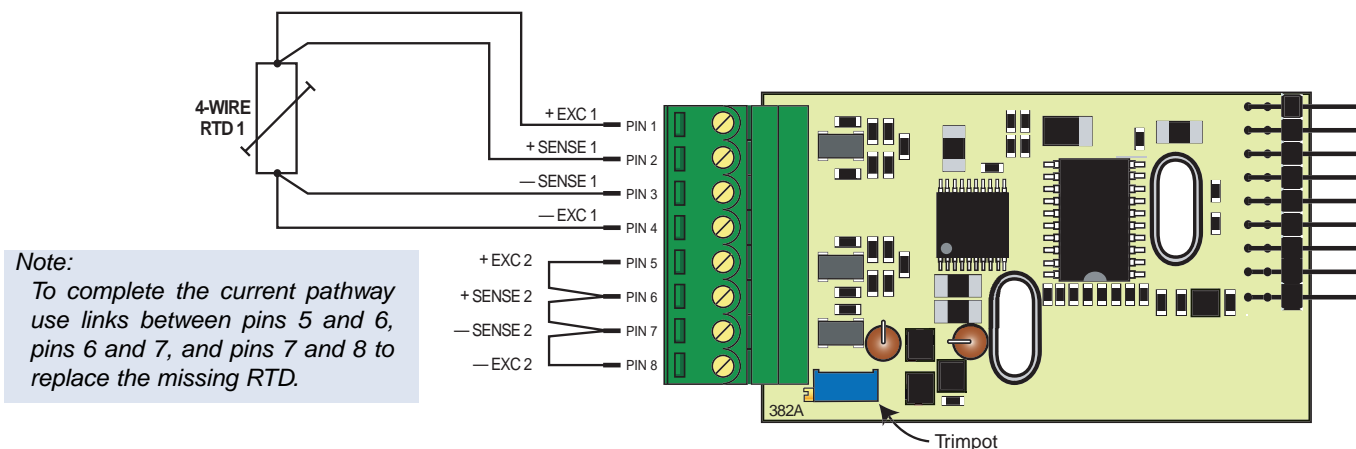 4-WIRE
RTD 1
+ EXC 1
PIN 1
+ SENSE 1
PIN 2
— SENSE 1
PIN 3
— EXC 1
PIN 4
+ EXC 2
PIN 5
+ SENSE 2
PIN 6
— SENSE 2
PIN 7
— EXC 2
PIN 8
Note:
To complete the current pathway
use links between pins 5 and 6,
pins 6 and 7, and pins 7 and 8 to
replace the missing RTD.
382A
Trimpot